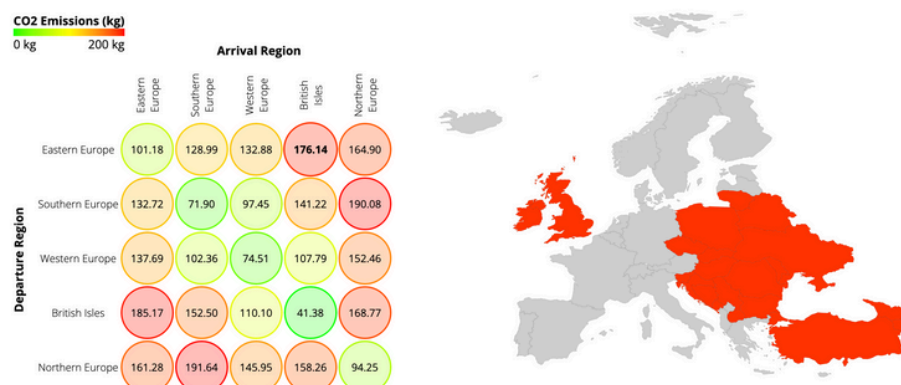 CO2 Emissions (kg)
0 kg 200 kg
Arrival Region
Eastern
Europe
Southern
Europe
Western
Europe
British
Isles
Northern
Europe
Departure Region
Eastern Europe 101.18 128.99 132.88 176.14 164.90
Southern Europe 132.72 71.90 97.45 141.22 190.08
Western Europe 137.69 102.36 74.51 107.79 152.46
British Isles 185.17 152.50 110.10 41.38 168.77
Northern Europe 161.28 191.64 145.95 158.26 94.25